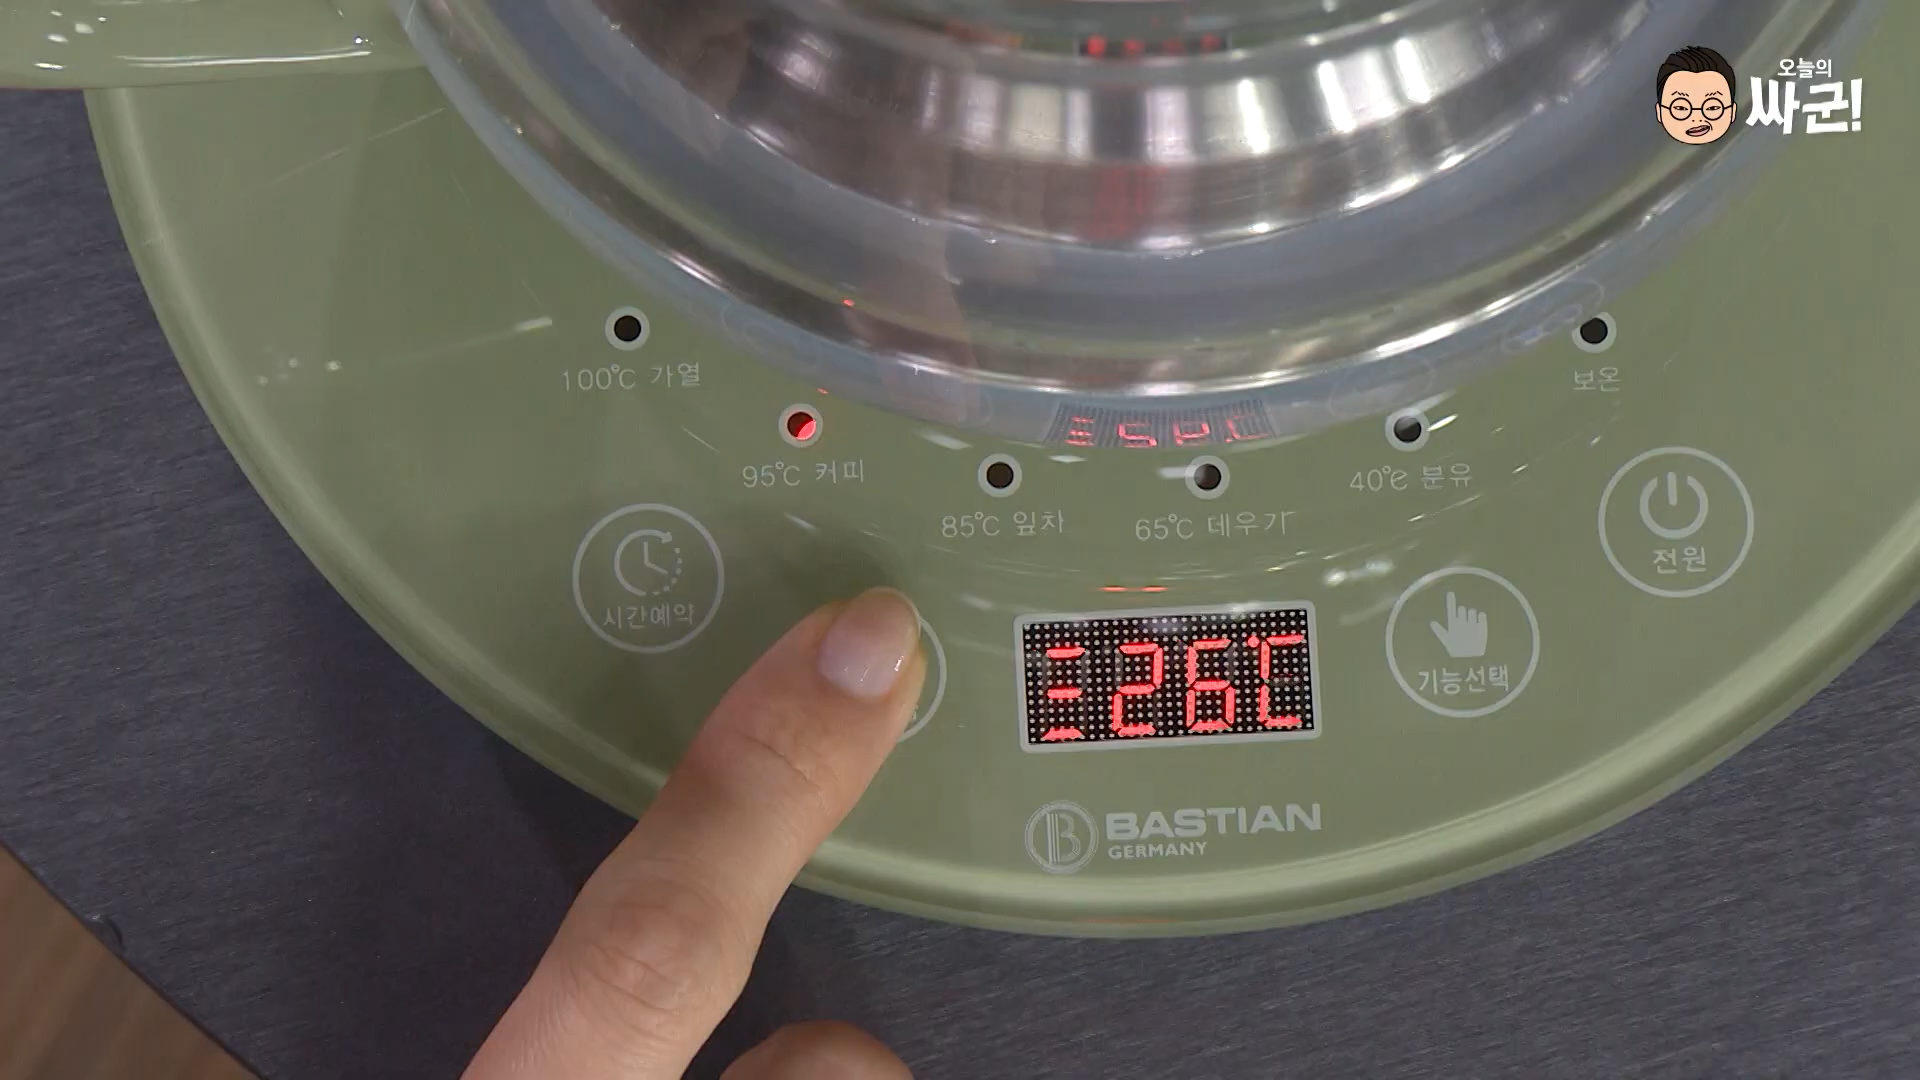 오늘의
싸군!
100℃ 가열
보온
95℃ 커피
40℃ 분유
85℃ 잎차
65℃ 데우기
전원
시간예약
26℃
기능선택
BASTIAN
GERMANY